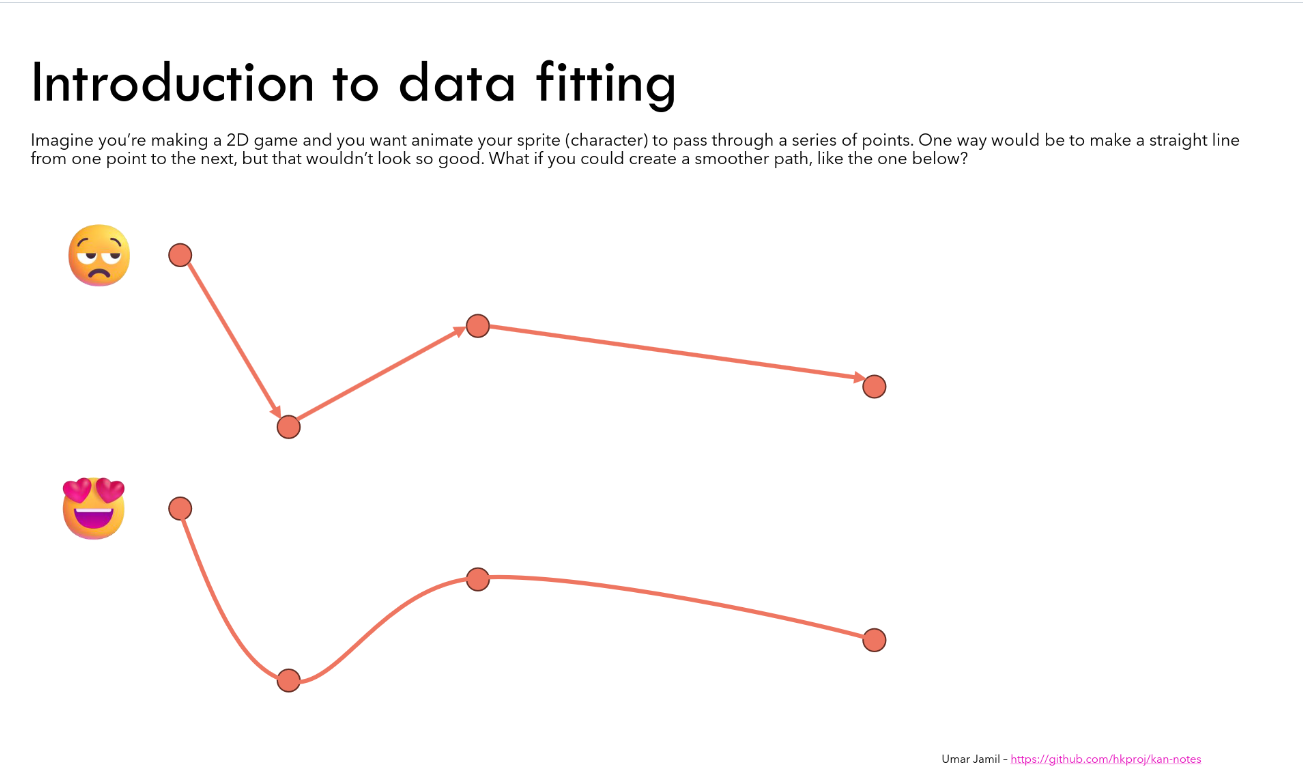 Introduction to data fitting
Imagine you're making a 2D game and you want animate your sprite (character) to pass through a series of points. One way would be to make a straight line
from one point to the next, but that wouldn't look so good. What if you could create a smoother path, like the one below?
Umar Jamil – https://github.com/hkproj/kan-notes